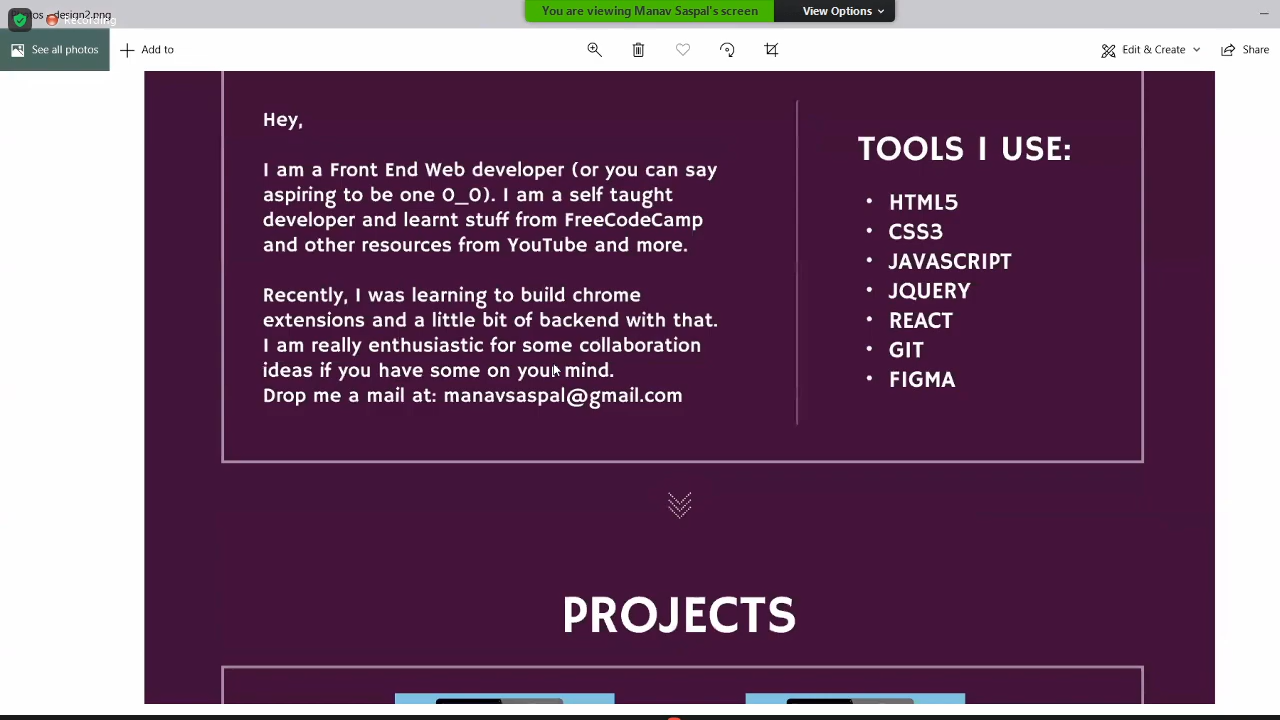 Photos - design2.png
Recording
You are viewing Manav Saspal's screen
View Options
See all photos
Add to
Edit & Create
Share
Hey,
I am a Front End Web developer (or you can say
aspiring to be one O_O). I am a self taught
developer and learnt stuff from FreeCodeCamp
and other resources from YouTube and more.
Recently, I was learning to build chrome
extensions and a little bit of backend with that.
I am really enthusiastic for some collaboration
ideas if you have some on your mind.
Drop me a mail at: manavsaspal@gmail.com
TOOLS I USE:
• HTML5
• CSS3
• JAVASCRIPT
• JQUERY
• REACT
• GIT
• FIGMA
PROJECTS